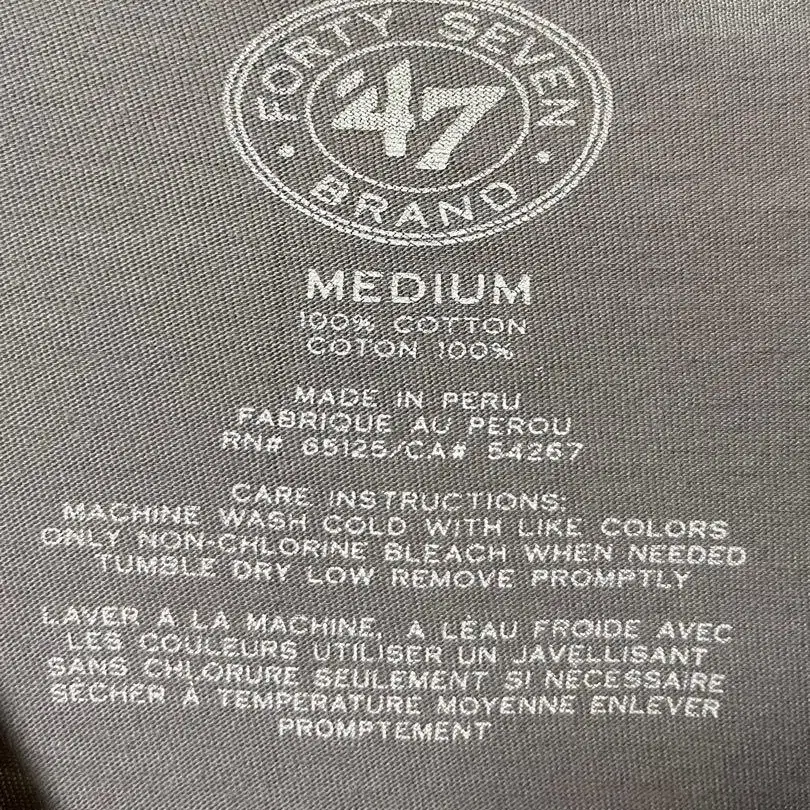 FORTY SEVEN
'47
BRAND
MEDIUM
100% COTTON
COTON 100%
MADE IN PERU
FABRIQUE AU PEROU
RN# 65125/CA# 54267
CARE INSTRUCTIONS:
MACHINE WASH COLD WITH LIKE COLORS
ONLY NON-CHLORINE BLEACH WHEN NEEDED
TUMBLE DRY LOW REMOVE PROMPTLY
LAVER A LA MACHINE, A LEAU FROIDE AVEC
LES COULEURS UTILISER UN JAVELLISANT
SANS CHLORURE SEULEMENT SI NECESSAIRE
SECHER A TEMPERATURE MOYENNE ENLEVER
PROMPTEMENT